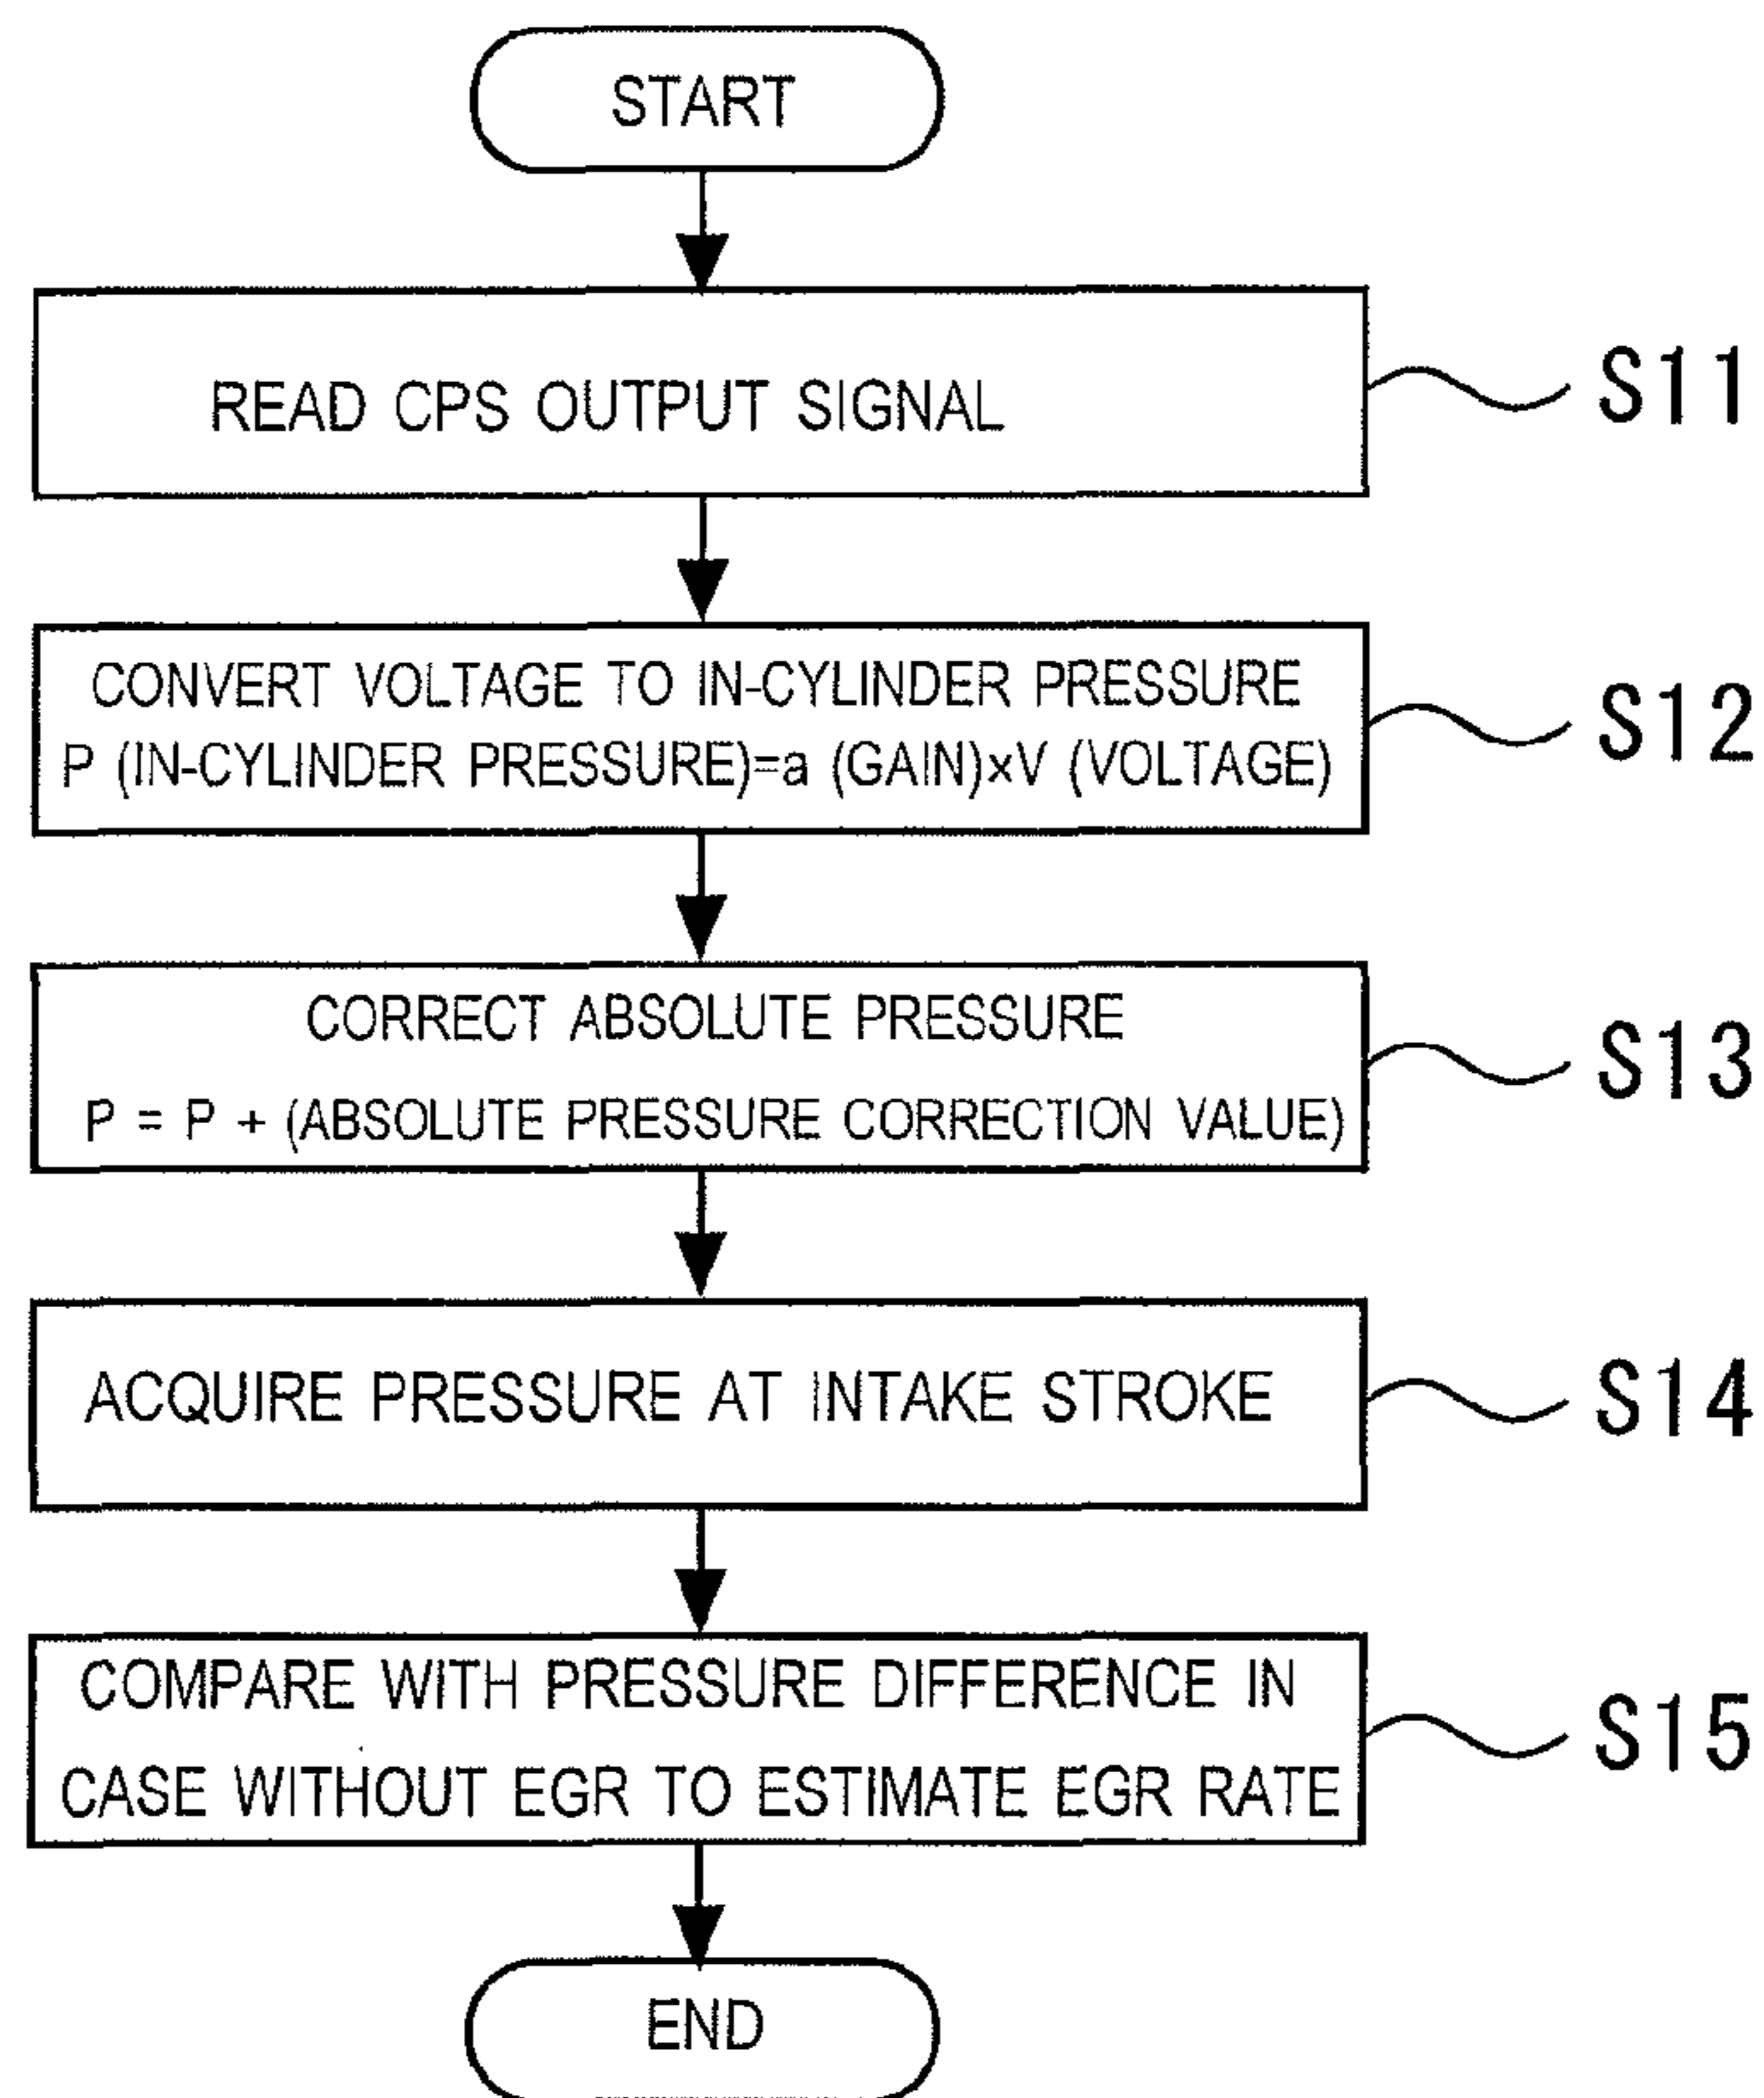 START
READ CPS OUTPUT SIGNAL
S11
CONVERT VOLTAGE TO IN-CYLINDER PRESSURE
P (IN-CYLINDER PRESSURE)=a (GAIN)×V (VOLTAGE)
S12
CORRECT ABSOLUTE PRESSURE
P = P + (ABSOLUTE PRESSURE CORRECTION VALUE)
S13
ACQUIRE PRESSURE AT INTAKE STROKE
S14
COMPARE WITH PRESSURE DIFFERENCE IN
CASE WITHOUT EGR TO ESTIMATE EGR RATE
S15
END